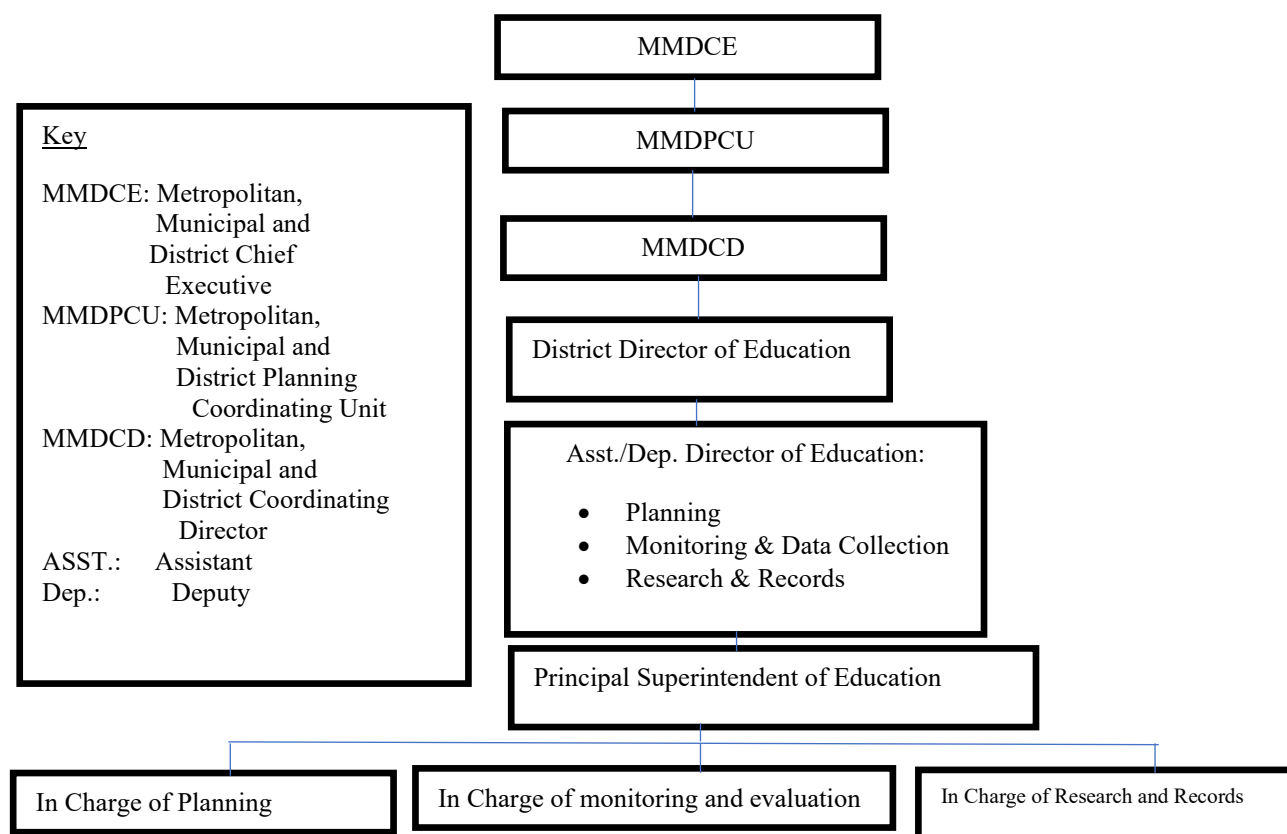 MMDCE
Key
MMDCE: Metropolitan,
Municipal and
District Chief
Executive
MMDPCU: Metropolitan,
Municipal and
District Planning
Coordinating Unit
MMDCD: Metropolitan,
Municipal and
District Coordinating
Director
ASST.: Assistant
Dep.: Deputy
MMDPCU
MMDCD
District Director of Education
Asst./Dep. Director of Education:
• Planning
• Monitoring & Data Collection
• Research & Records
Principal Superintendent of Education
In Charge of Planning
In Charge of monitoring and evaluation
In Charge of Research and Records